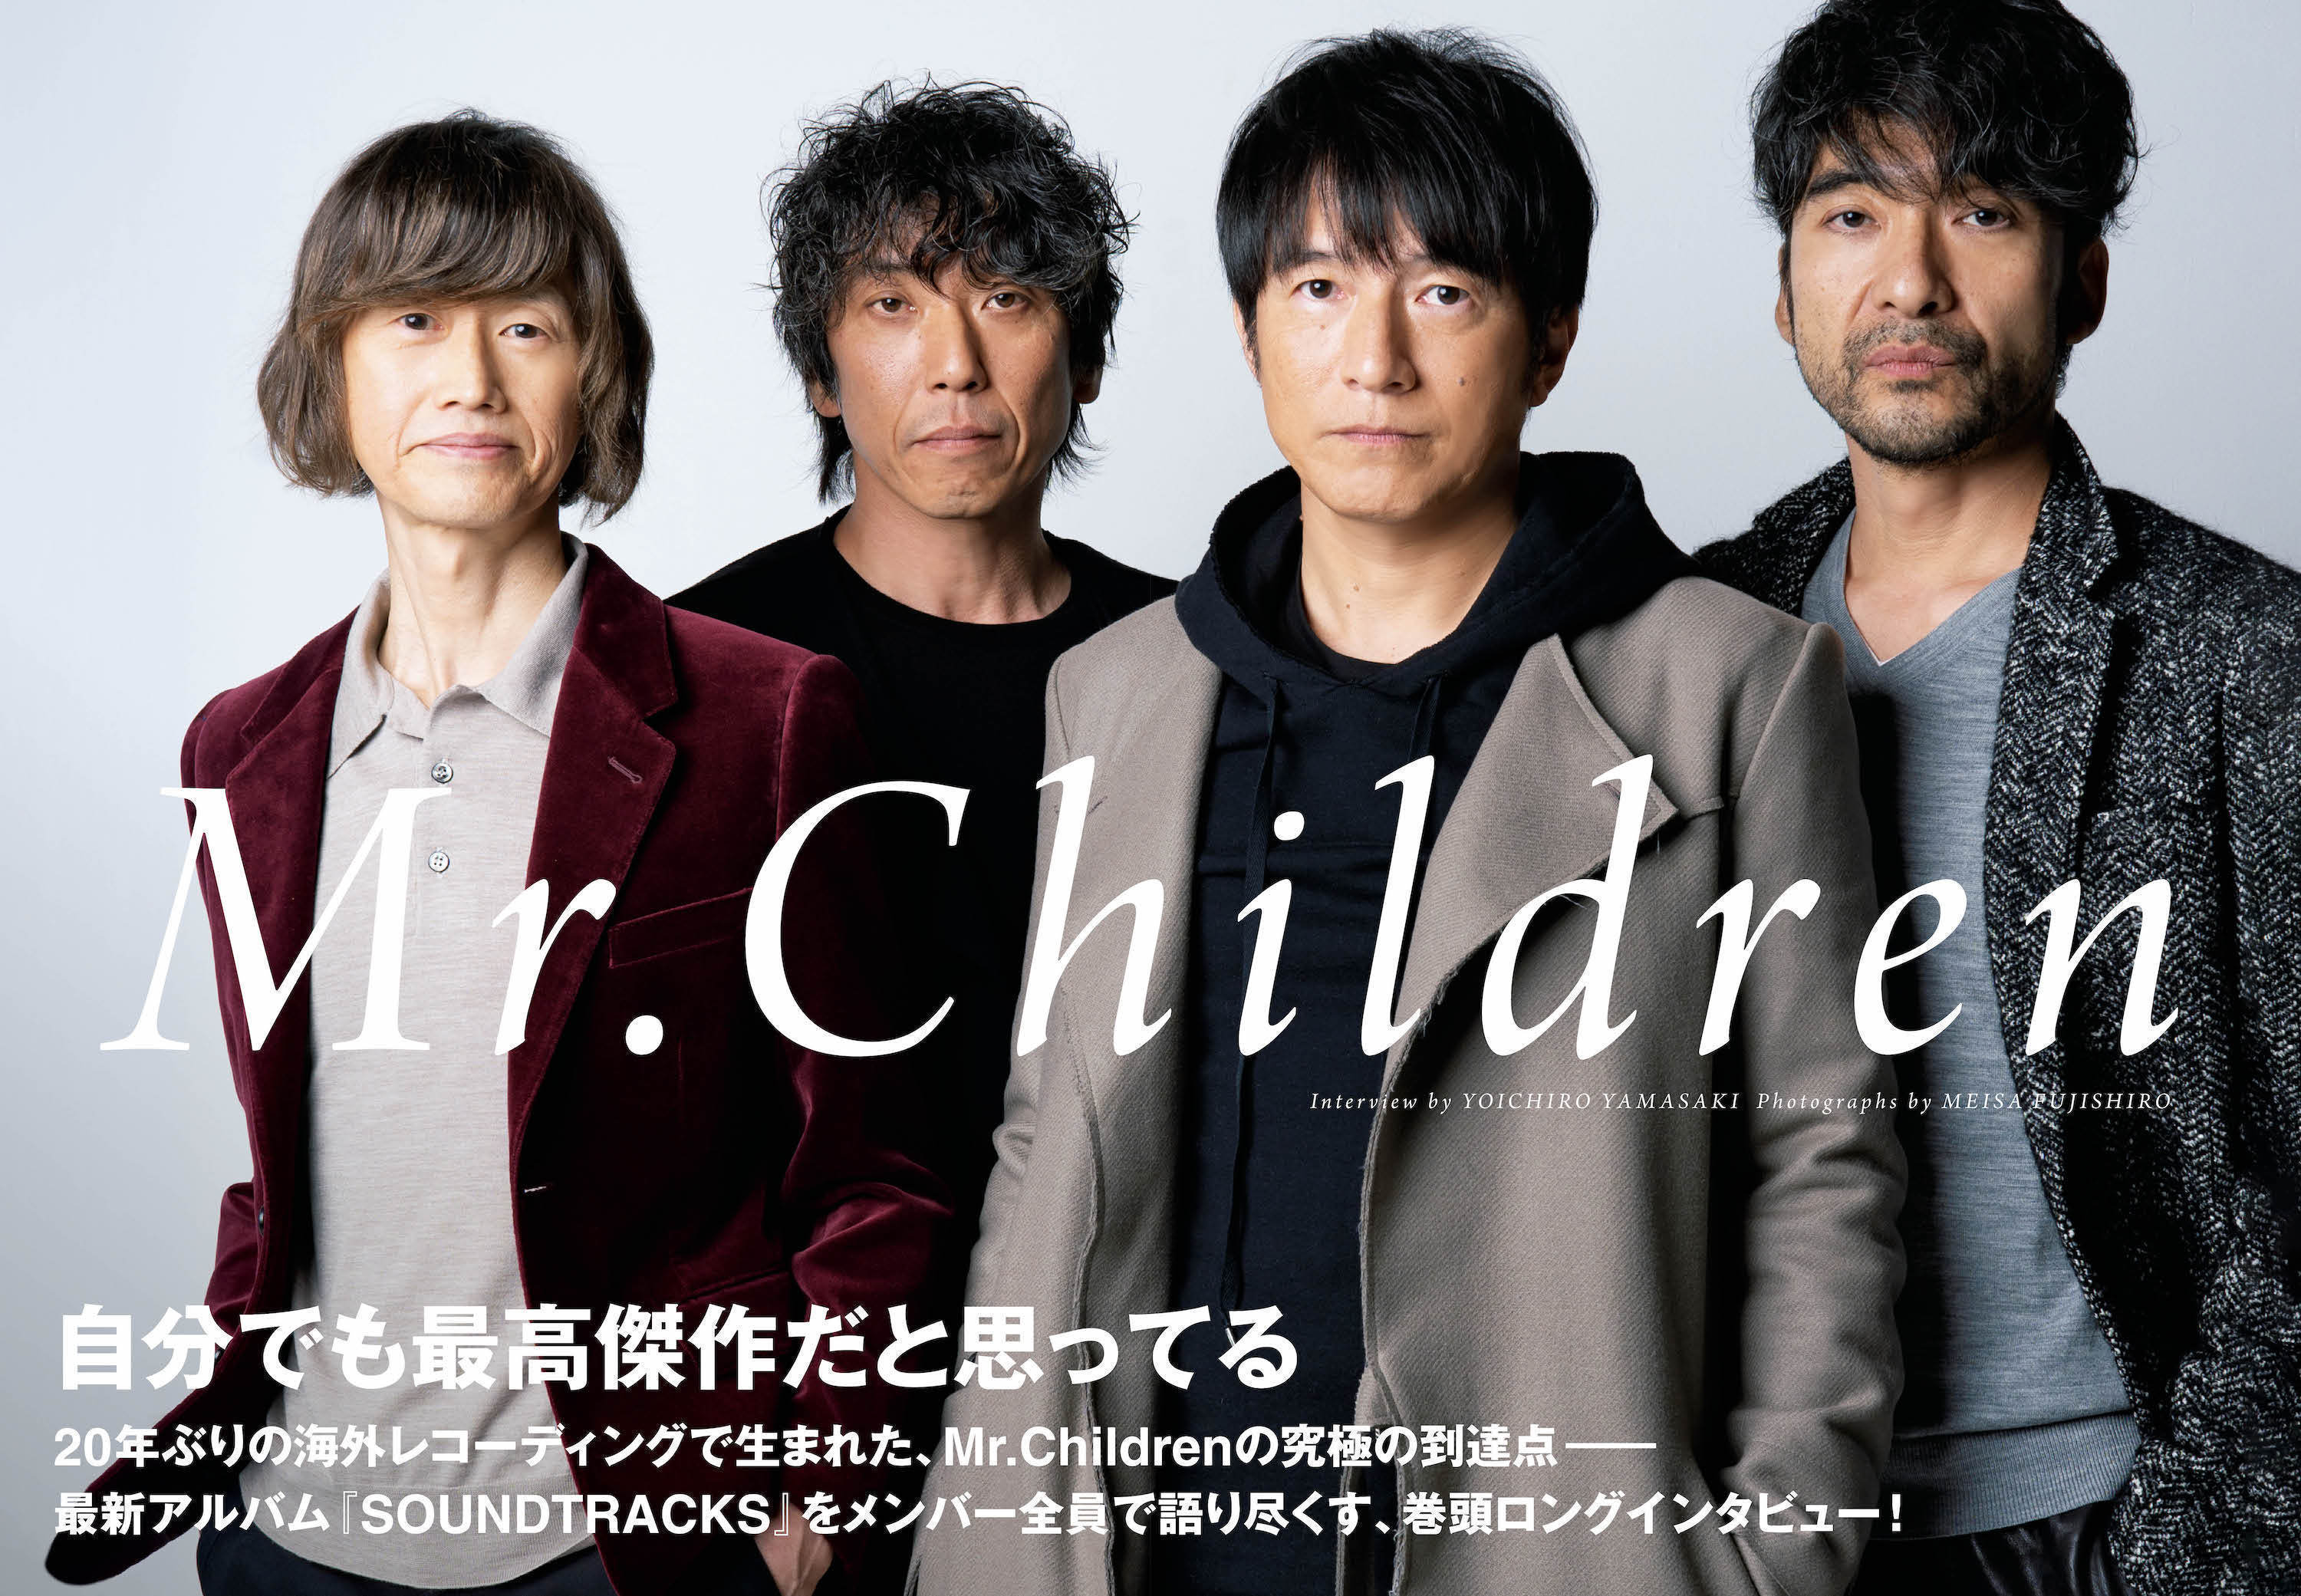 Mr.Children
Interview by YOICHIRO YAMASAKI Photographs by MEISA FUJISHIRO
自分でも最高傑作だと思ってる
20年ぶりの海外レコーディングで生まれた、Mr.Childrenの究極の到達点──
最新アルバム『SOUNDTRACKS』をメンバー全員で語り尽くす、巻頭ロングインタビュー！